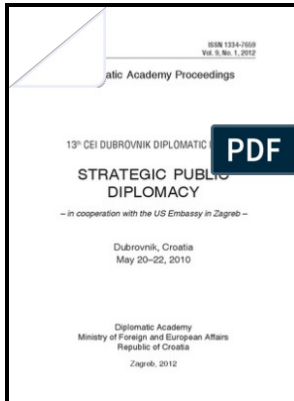 ISSN 1334-7659
Vol. 9, No. 1, 2012
Academy Proceedings
13th CEI DUBROVNIK DIPLOMATIC
PDF
STRATEGIC PUBLIC
DIPLOMACY
– in cooperation with the US Embassy in Zagreb –
Dubrovnik, Croatia
May 20–22, 2010
Diplomatic Academy
Ministry of Foreign and European Affairs
Republic of Croatia
Zagreb, 2012